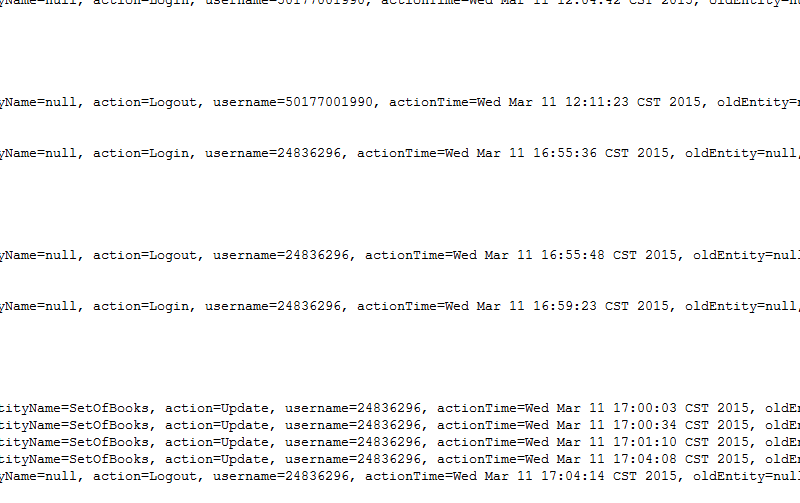 yName=null, action=Login, username=50177001990, actionTime=Wed Mar 11 12:04:42 CST 2015, oldEntity=nu
yName=null, action=Logout, username=50177001990, actionTime=Wed Mar 11 12:11:23 CST 2015, oldEntity=n
yName=null, action=Login, username=24836296, actionTime=Wed Mar 11 16:55:36 CST 2015, oldEntity=null,
yName=null, action=Logout, username=24836296, actionTime=Wed Mar 11 16:55:48 CST 2015, oldEntity=null
yName=null, action=Login, username=24836296, actionTime=Wed Mar 11 16:59:23 CST 2015, oldEntity=null,
tityName=SetOfBooks, action=Update, username=24836296, actionTime=Wed Mar 11 17:00:03 CST 2015, oldEn
tityName=SetOfBooks, action=Update, username=24836296, actionTime=Wed Mar 11 17:00:34 CST 2015, oldEn
tityName=SetOfBooks, action=Update, username=24836296, actionTime=Wed Mar 11 17:01:10 CST 2015, oldEn
tityName=SetOfBooks, action=Update, username=24836296, actionTime=Wed Mar 11 17:04:08 CST 2015, oldEn
yName=null, action=Logout, username=24836296, actionTime=Wed Mar 11 17:04:14 CST 2015, oldEntity=null